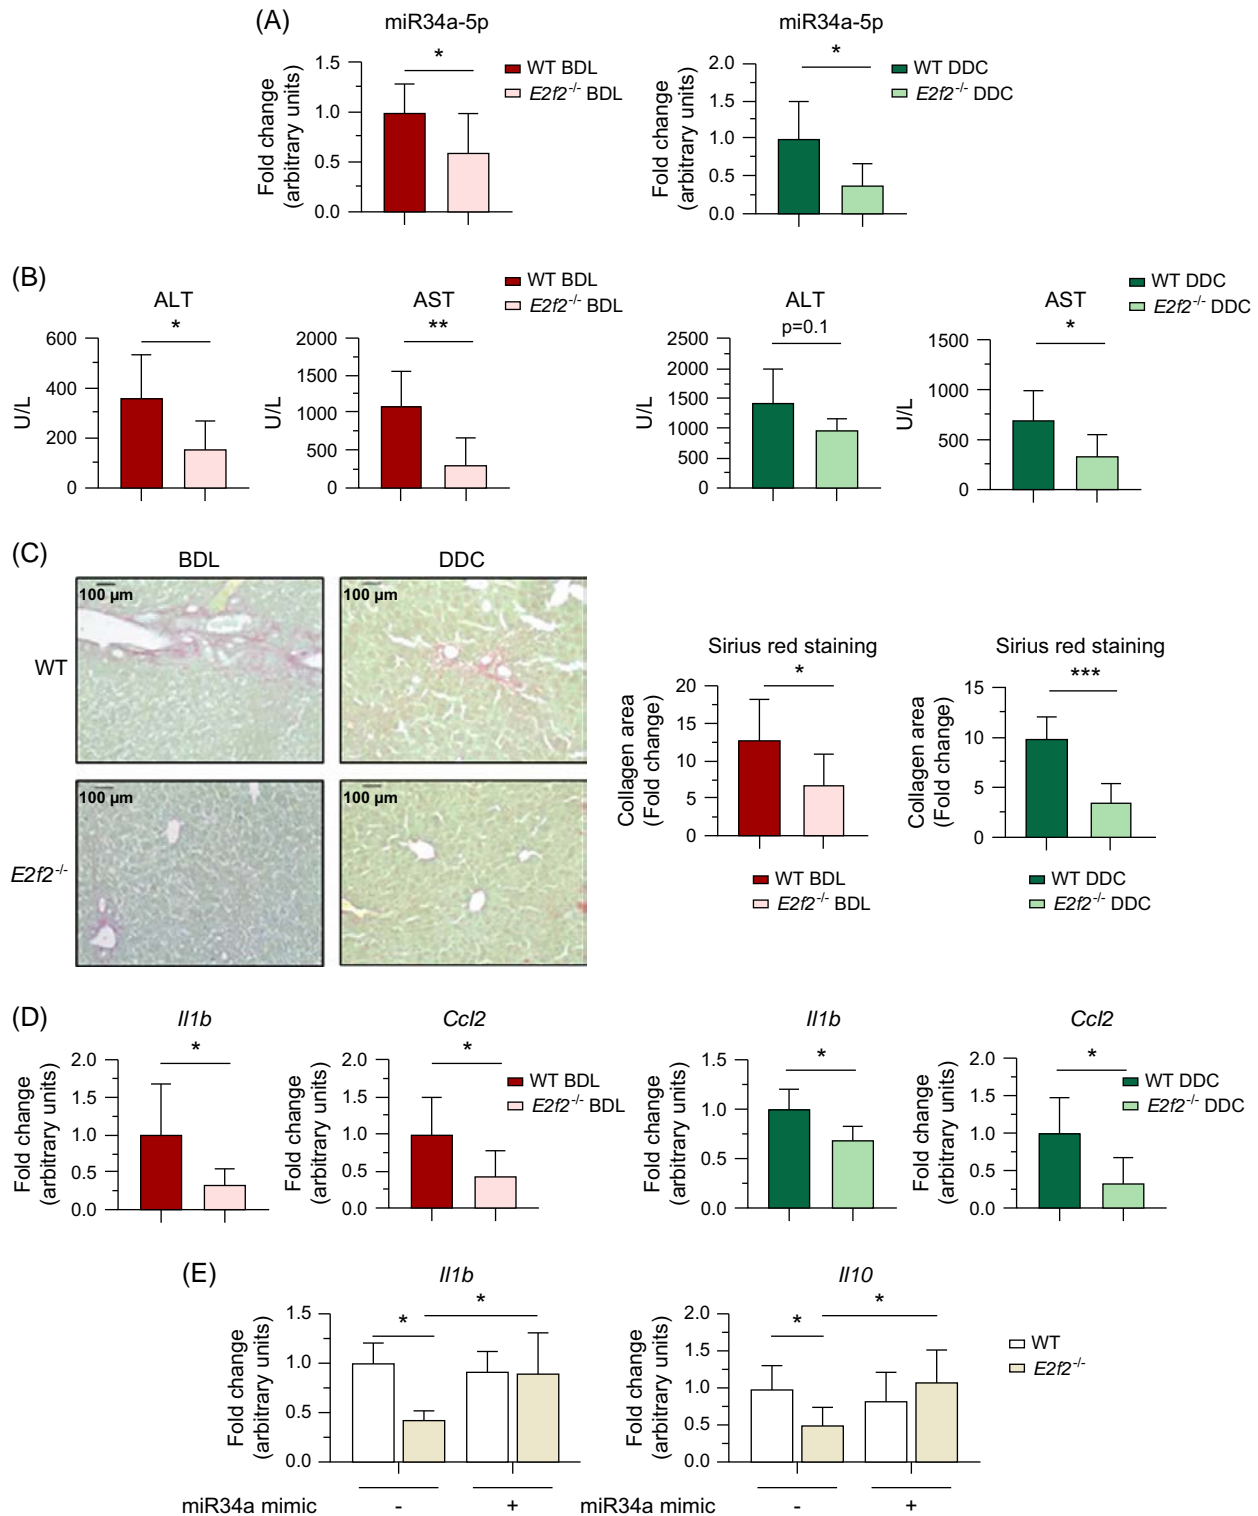 (A)
miR34a-5p
Fold change
(arbitrary units)
1.5
1.0
0.5
0.0
*
WT BDL
E2f2-/- BDL
miR34a-5p
Fold change
(arbitrary units)
2.0
1.5
1.0
0.5
0.0
*
WT DDC
E2f2-/- DDC
(B)
ALT
U/L
600
400
200
0
*
AST
U/L
2000
1500
1000
500
0
**
WT BDL
E2f2-/- BDL
ALT
U/L
2500
2000
1500
1000
500
0
p=0.1
AST
U/L
1500
1000
500
0
*
WT DDC
E2f2-/- DDC
(C)
BDL
DDC
WT
100 µm
100 µm
E2f2-/-
100 µm
100 µm
Sirius red staining
Collagen area
(Fold change)
20
15
10
5
0
*
WT BDL
E2f2-/- BDL
Sirius red staining
Collagen area
(Fold change)
15
10
5
0
***
WT DDC
E2f2-/- DDC
(D)
Il1b
Fold change
(arbitrary units)
2.0
1.5
1.0
0.5
0.0
*
Ccl2
Fold change
(arbitrary units)
2.0
1.5
1.0
0.5
0.0
*
WT BDL
E2f2-/- BDL
Il1b
Fold change
(arbitrary units)
1.5
1.0
0.5
0.0
*
Ccl2
Fold change
(arbitrary units)
2.0
1.5
1.0
0.5
0.0
*
WT DDC
E2f2-/- DDC
(E)
Il1b
Fold change
(arbitrary units)
1.5
1.0
0.5
0.0
*
*
miR34a mimic
-
+
Il10
Fold change
(arbitrary units)
2.0
1.5
1.0
0.5
0.0
*
*
miR34a mimic
-
+
WT
E2f2-/-